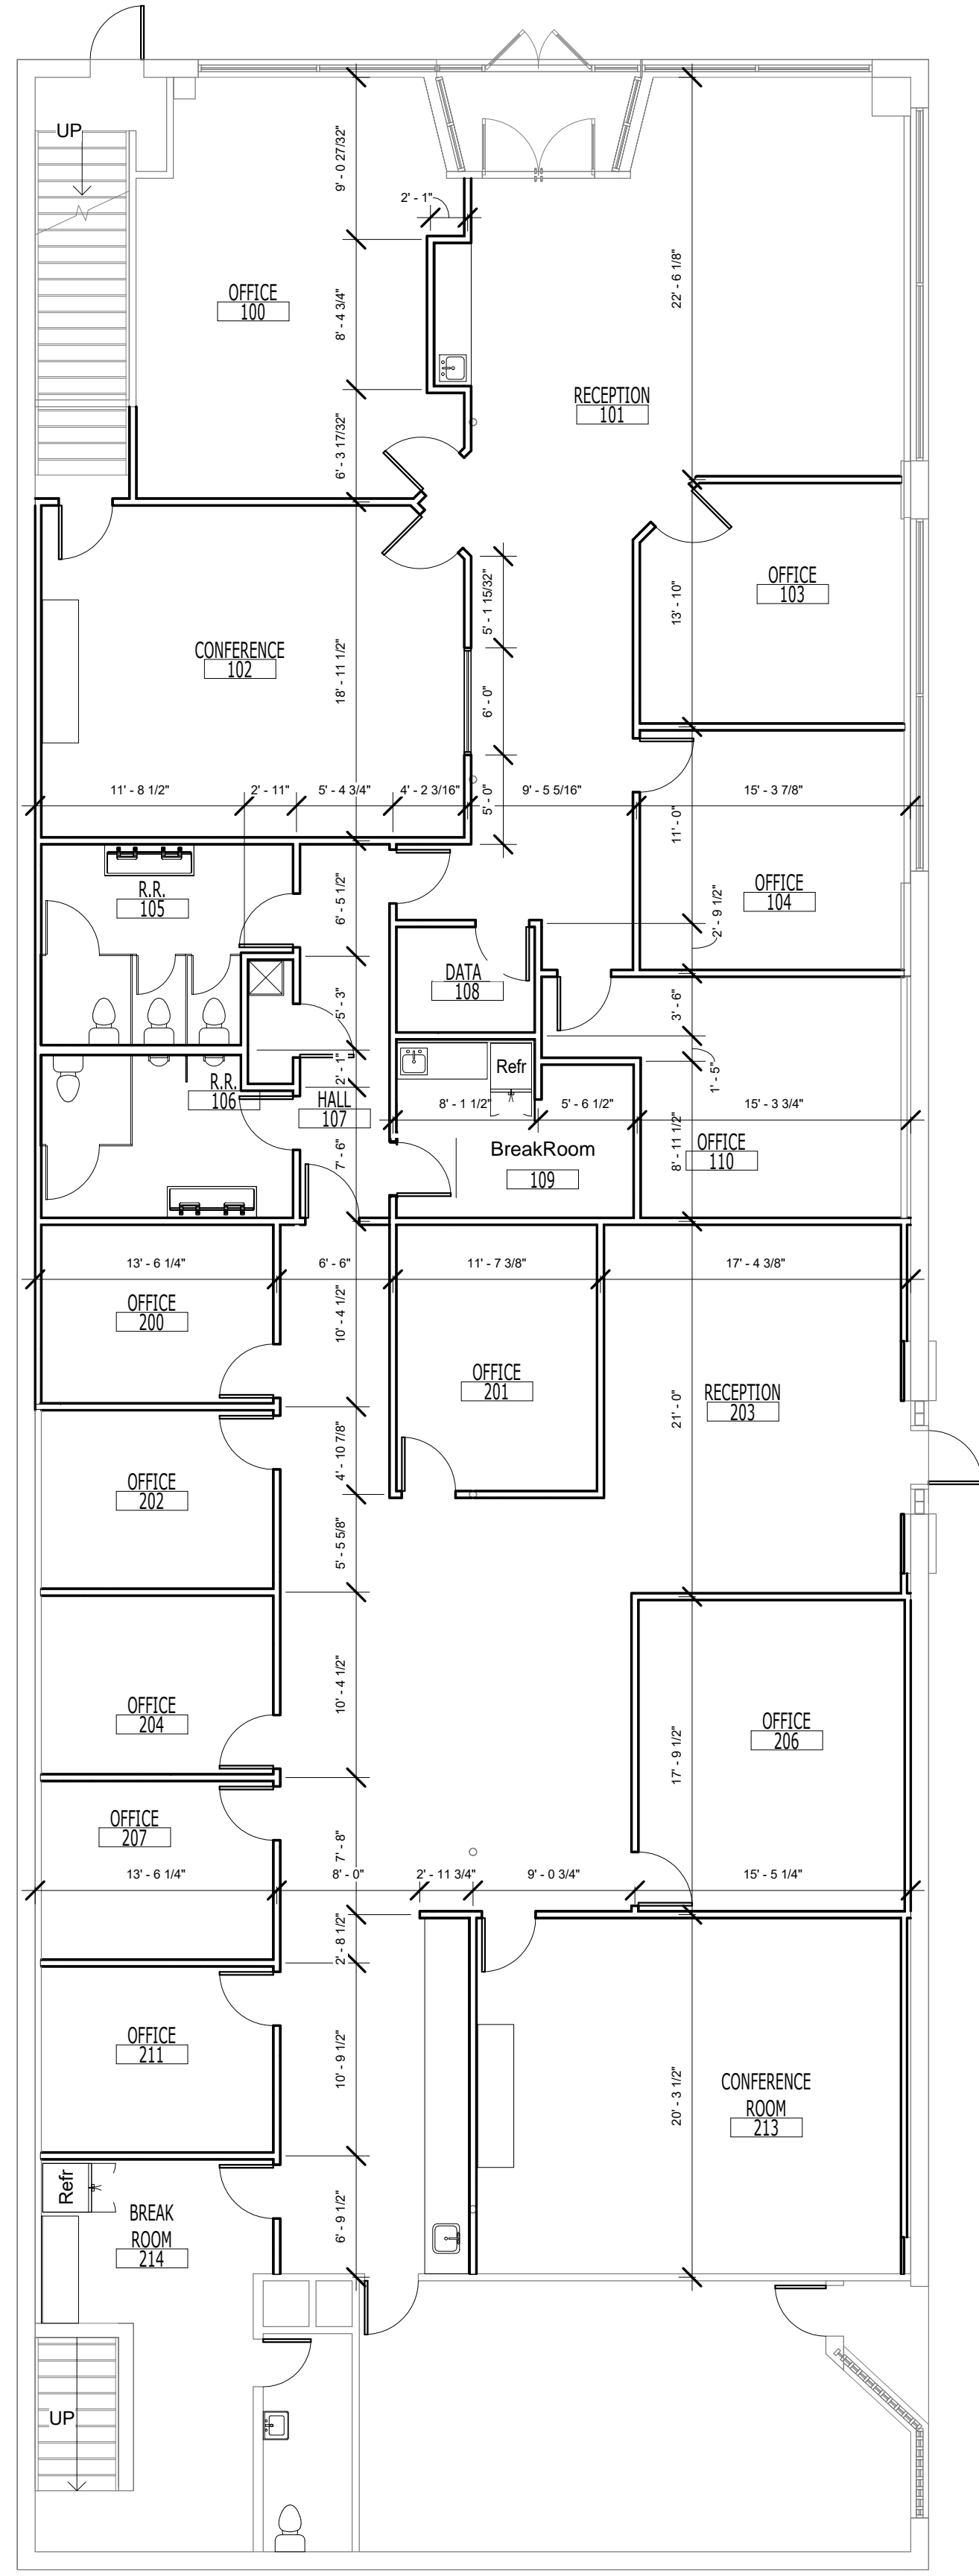 UP
9' - 0 27/32"
2' - 1"
22' - 6 1/8"
OFFICE
100
8' - 4 3/4"
RECEPTION
101
6' - 3 17/32"
OFFICE
103
13' - 10"
5' - 1 15/32"
CONFERENCE
102
18' - 11 1/2"
6' - 0"
11' - 8 1/2"
2' - 11"
5' - 4 3/4"
4' - 2 3/16"
5' - 0"
9' - 5 5/16"
15' - 3 7/8"
11' - 0"
R.R.
105
6' - 5 1/2"
OFFICE
104
2' - 9 1/2"
DATA
108
5' - 3"
3' - 6"
Refr
2' - 1"
1' - 5"
R.R.
106
HALL
107
8' - 1 1/2"
5' - 6 1/2"
15' - 3 3/4"
7' - 6"
BreakRoom
109
8' - 11 1/2"
OFFICE
110
13' - 6 1/4"
6' - 6"
11' - 7 3/8"
17' - 4 3/8"
OFFICE
200
10' - 4 1/2"
OFFICE
201
RECEPTION
203
21' - 0"
OFFICE
202
4' - 10 7/8"
5' - 5 5/8"
OFFICE
204
10' - 4 1/2"
OFFICE
206
17' - 9 1/2"
OFFICE
207
7' - 8"
13' - 6 1/4"
8' - 0"
2' - 11 3/4"
9' - 0 3/4"
15' - 5 1/4"
2' - 8 1/2"
OFFICE
211
10' - 9 1/2"
CONFERENCE
ROOM
213
20' - 3 1/2"
Refr
BREAK
ROOM
214
6' - 9 1/2"
UP